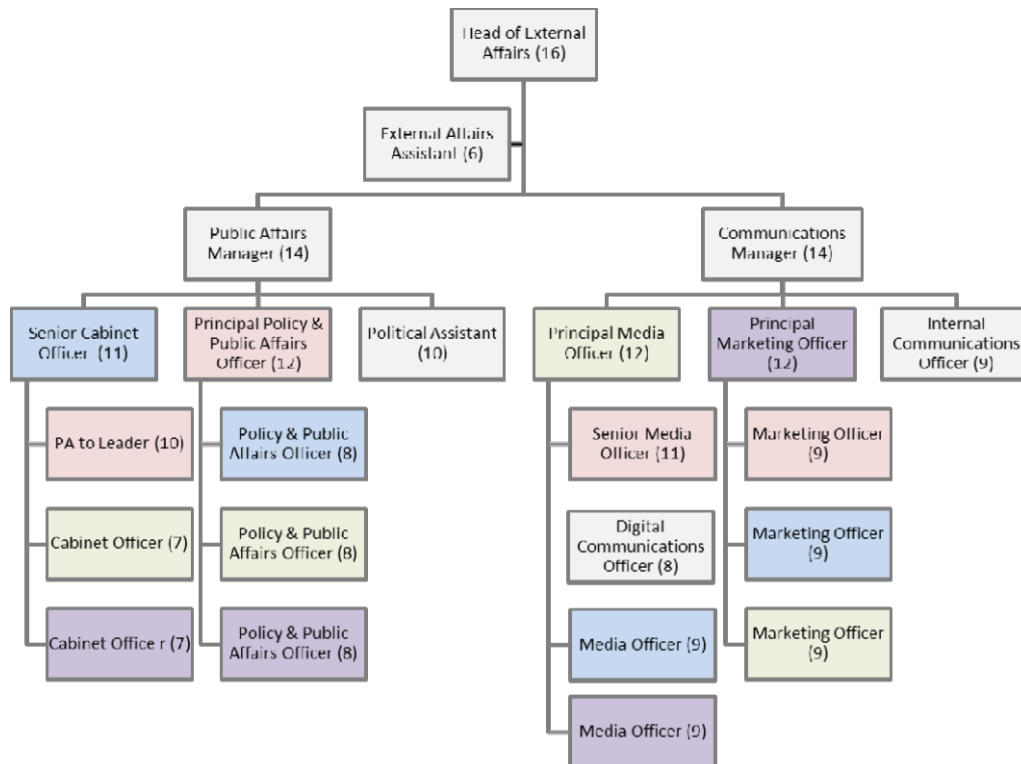 Head of External
Affairs (16)
External Affairs
Assistant (6)
Public Affairs
Manager (14)
Communications
Manager (14)
Senior Cabinet
Officer (11)
Principal Policy &
Public Affairs
Officer (12)
Political Assistant
(10)
Principal Media
Officer (12)
Principal
Marketing Officer
(12)
Internal
Communications
Officer (9)
PA to Leader (10)
Policy & Public
Affairs Officer (8)
Senior Media
Officer (11)
Marketing Officer
(9)
Cabinet Officer (7)
Policy & Public
Affairs Officer (8)
Digital
Communications
Officer (8)
Marketing Officer
(9)
Cabinet Officer (7)
Policy & Public
Affairs Officer (8)
Media Officer (9)
Marketing Officer
(9)
Media Officer (9)